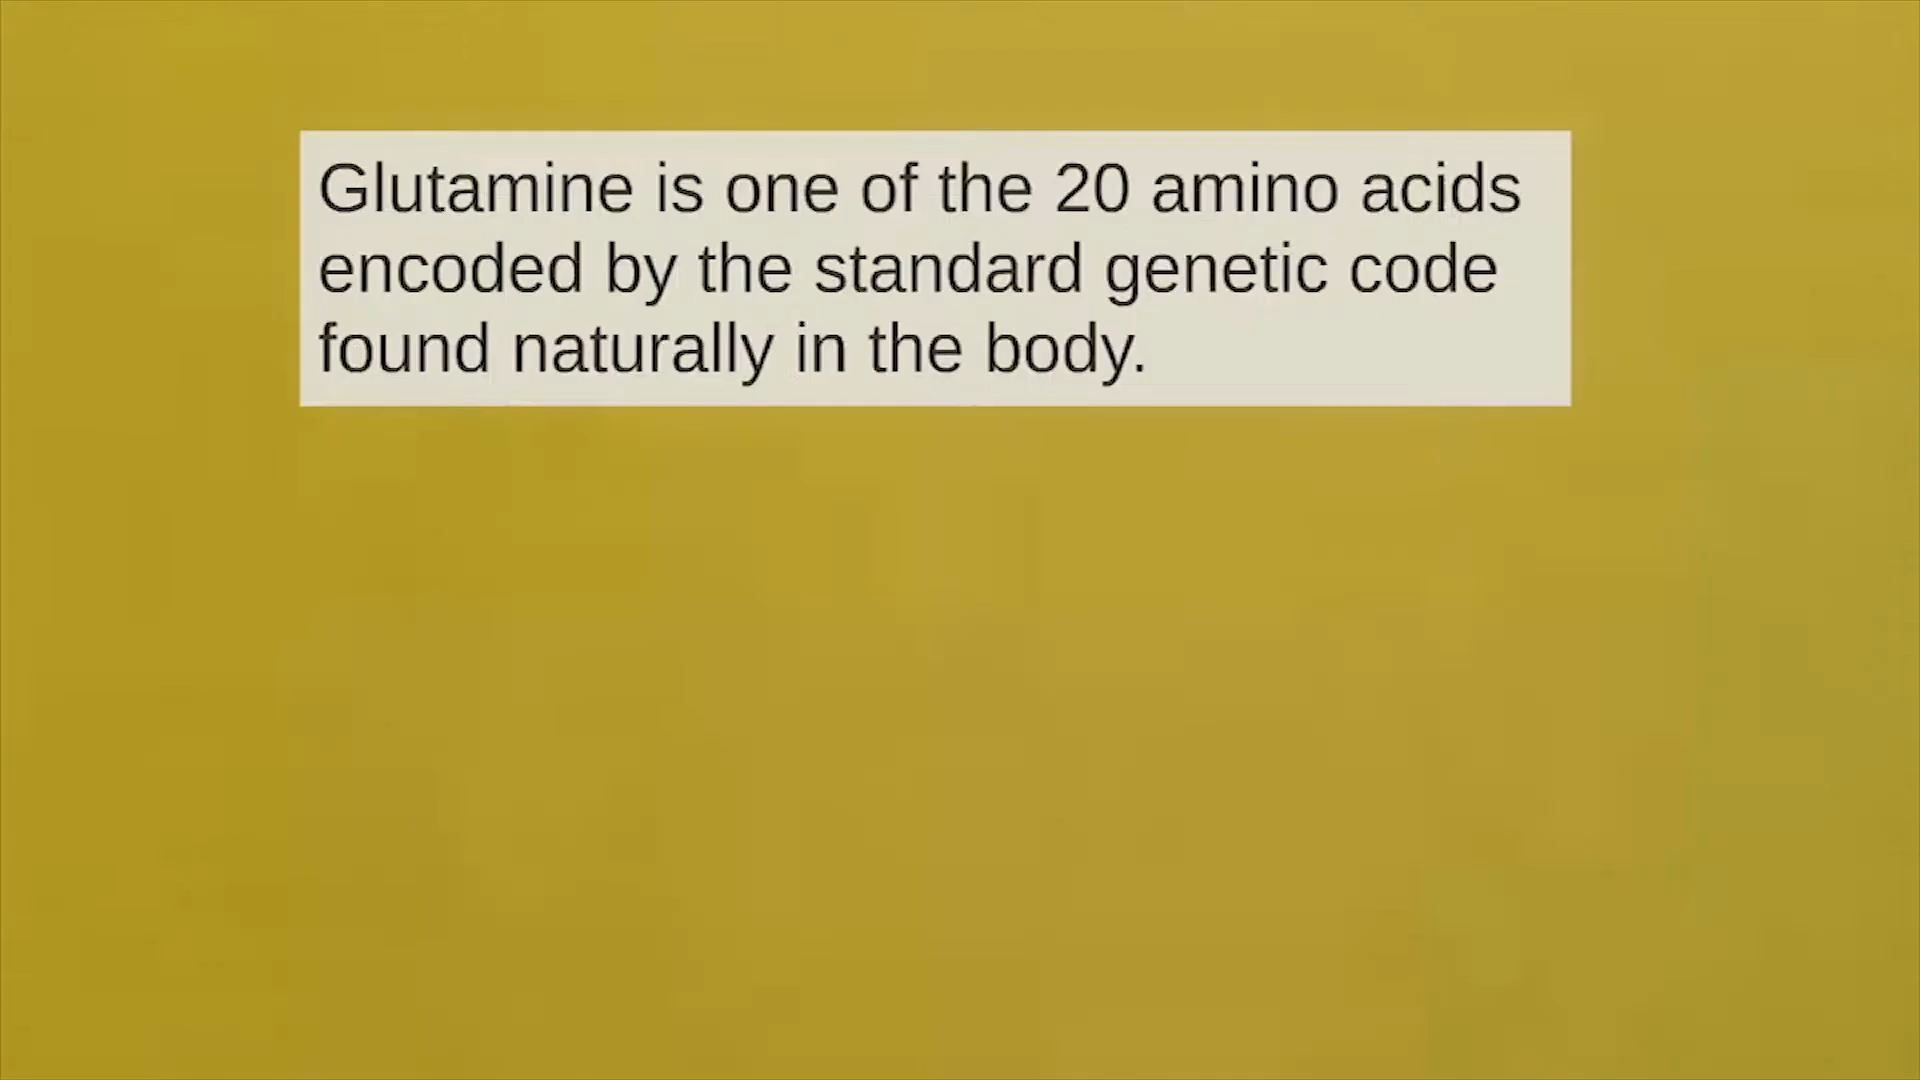 Glutamine is one of the 20 amino acids
encoded by the standard genetic code
found naturally in the body.